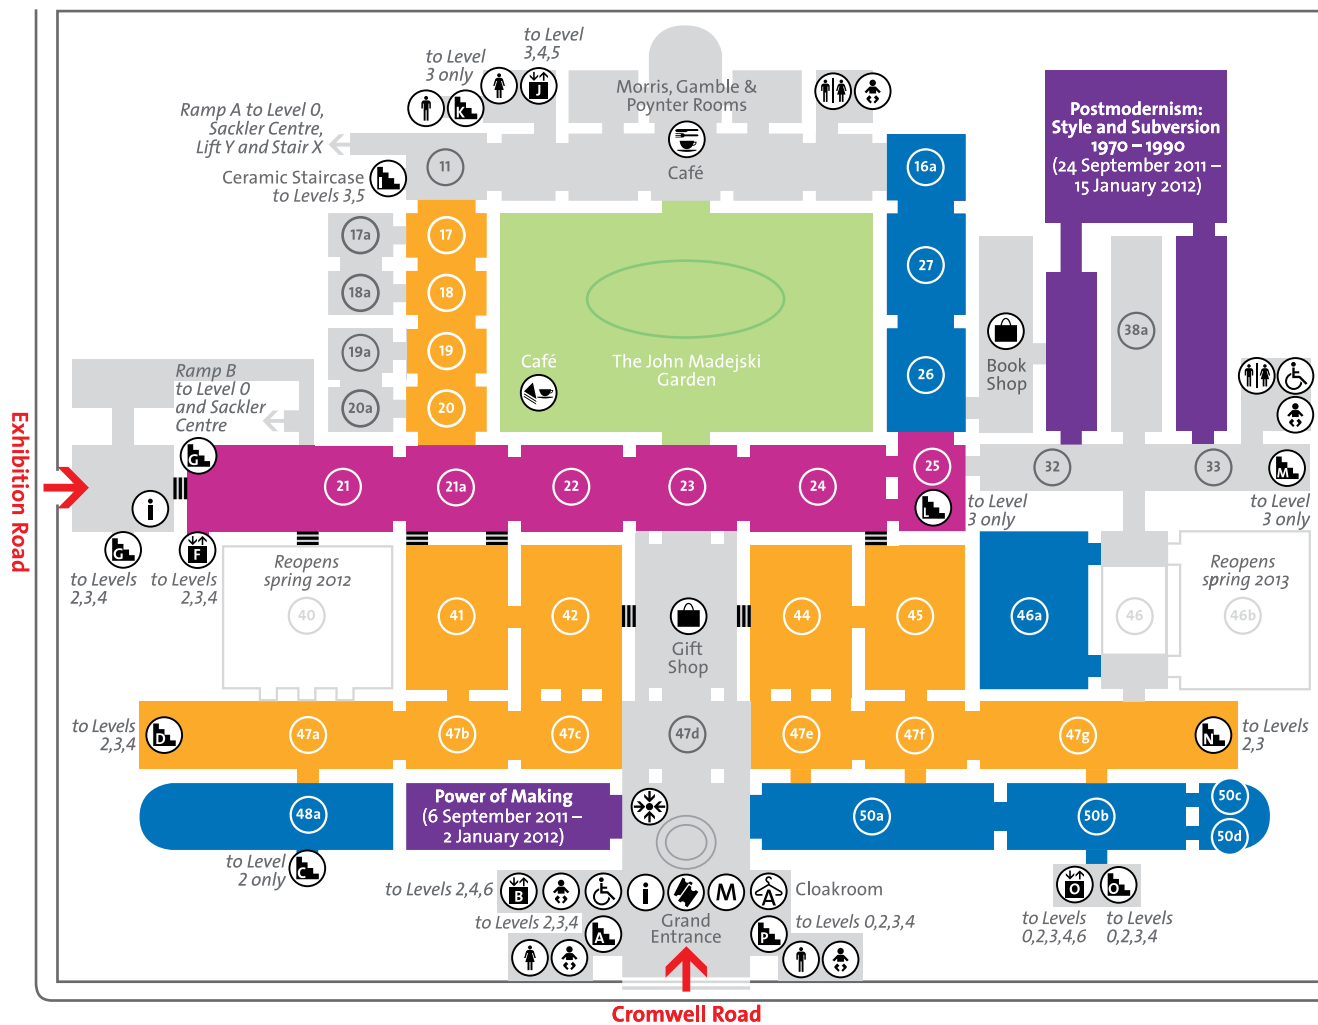 to Level
3,4,5
to Level
3 only
J
K
Morris, Gamble &
Poynter Rooms
Café
Ramp A to Level 0,
Sackler Centre,
Lift Y and Stair X
Ceramic Staircase
to Levels 3,5
I
11
16a
Postmodernism:
Style and Subversion
1970 – 1990
(24 September 2011 –
15 January 2012)
17a
17
18a
18
19a
19
20a
20
27
26
38a
Book
Shop
Café
The John Madejski
Garden
Ramp B
to Level 0
and Sackler
Centre
Exhibition Road
G
i
21
21a
22
23
24
25
L
32
33
M
to Level
3 only
to Level
3 only
G
F
to Levels
2,3,4
to Levels
2,3,4
Reopens
spring 2012
40
41
42
Gift
Shop
44
45
46a
46
Reopens
spring 2013
46b
to Levels
2,3,4
D
47a
47b
47c
47d
47e
47f
47g
N
to Levels
2,3
48a
Power of Making
(6 September 2011 –
2 January 2012)
50a
50b
50c
50d
to Level
2 only
C
to Levels 2,4,6
B
i
M
A
Cloakroom
to Levels 2,3,4
A
Grand
Entrance
P
to Levels 0,2,3,4
O
O
to Levels
0,2,3,4,6
to Levels
0,2,3,4
Cromwell Road